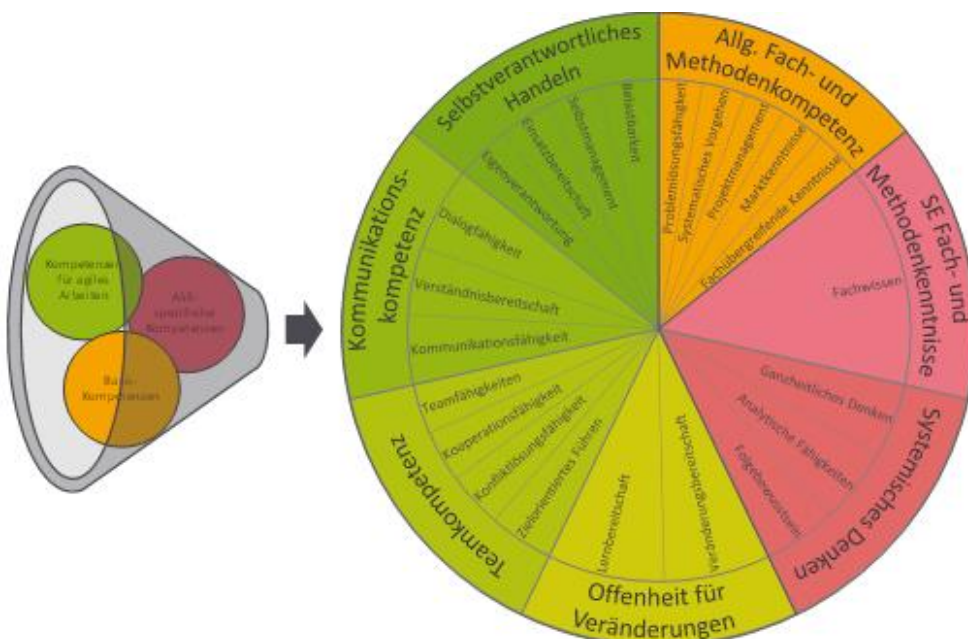 Kompetenzen
für agiles
Arbeiten
spezifische
Kompetenzen
Basis-
Kompetenzen
Selbstverantwortliches
Handeln
Eigenverantwortung
Einsatzbereitschaft
Selbstmanagement
Belastbarkeit
Allg. Fach- und
Methodenkompetenz
Problemlösungsfähigkeit
Systematisches Vorgehen
Projektmanagement
Marktkenntnisse
Fachübergreifende Kenntnisse
SE Fach- und
Methodenkenntnisse
Fachwissen
Systemisches Denken
Ganzheitliches Denken
Analytische Fähigkeiten
Folgebewusstsein
Offenheit für
Veränderungen
Veränderungsbereitschaft
Lernbereitschaft
Teamkompetenz
Zielorientiertes Führen
Konfliktlösungsfähigkeit
Kooperationsfähigkeit
Teamfähigkeiten
Kommunikations-
kompetenz
Kommunikationsfähigkeit
Verständnisbereitschaft
Dialogfähigkeit